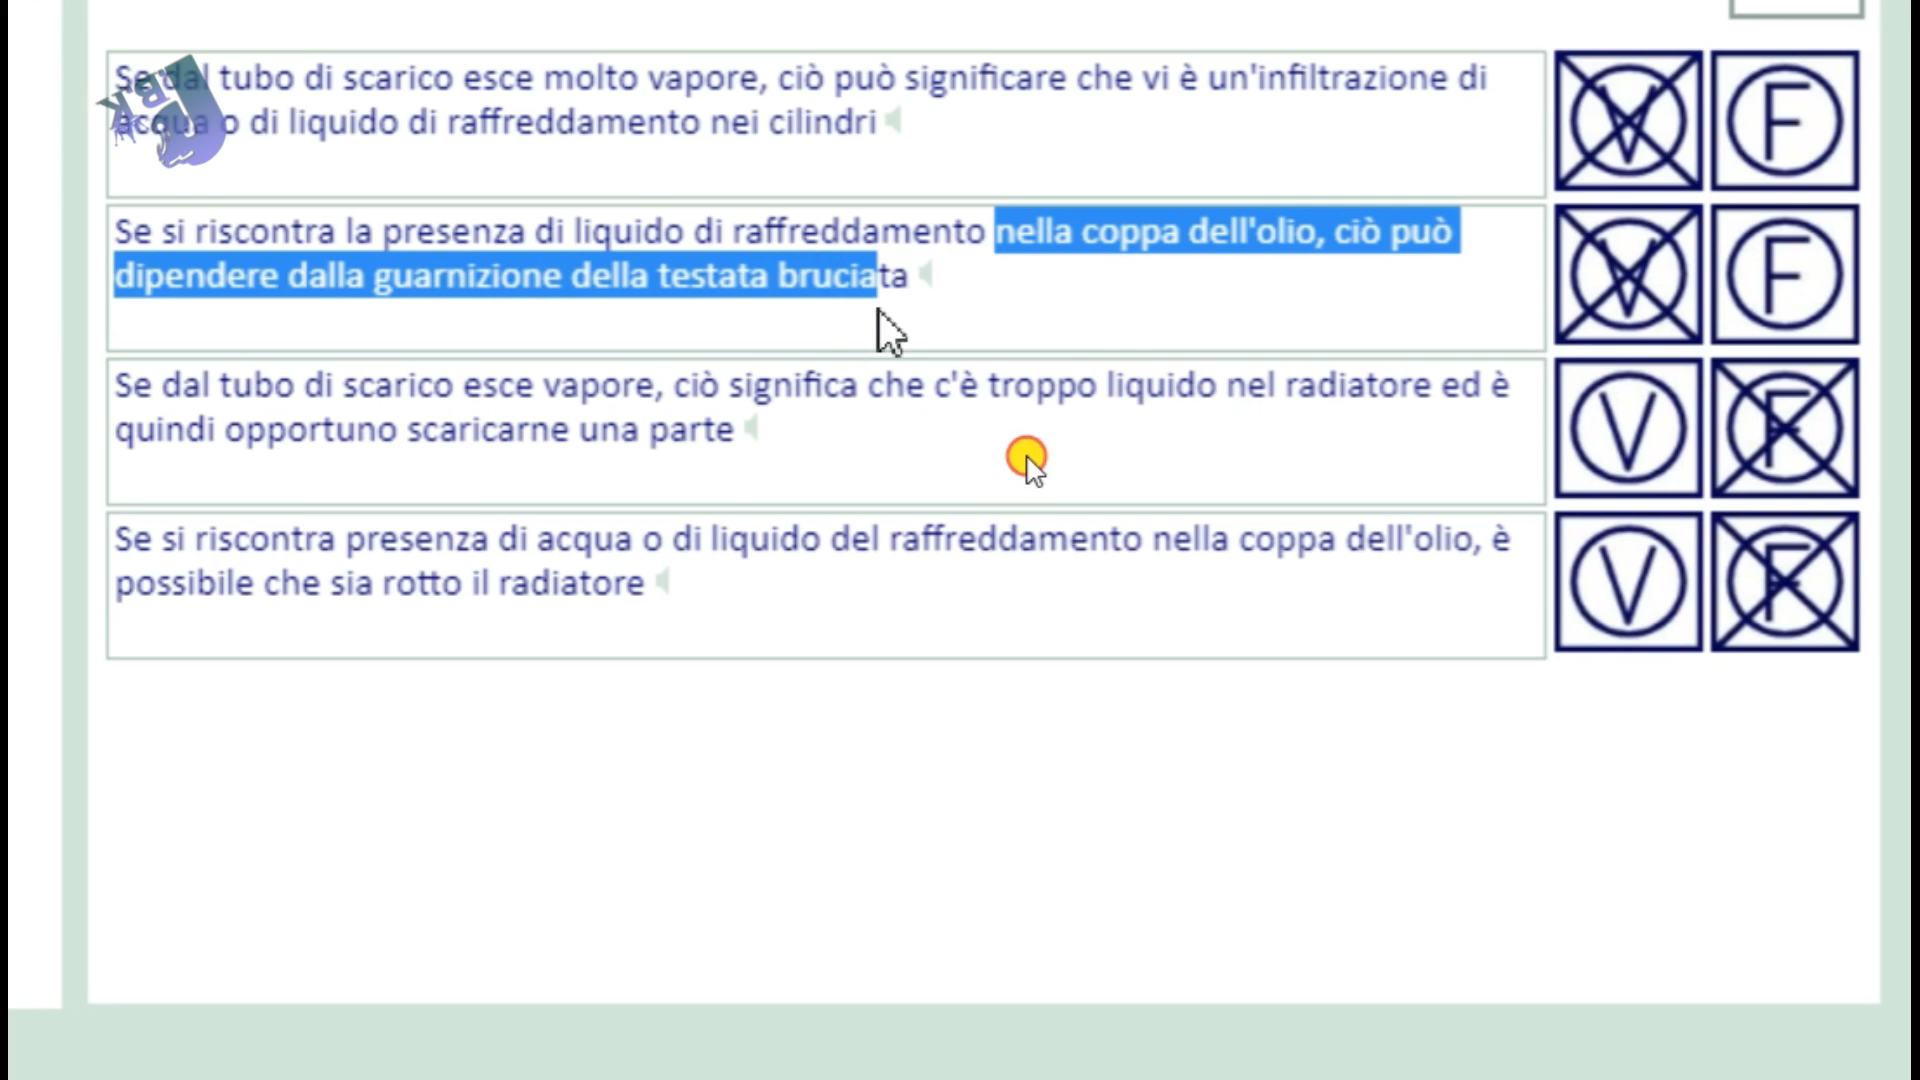 Se dal tubo di scarico esce molto vapore, ciò può significare che vi è un'infiltrazione di
acqua o di liquido di raffreddamento nei cilindri
V F
Se si riscontra la presenza di liquido di raffreddamento nella coppa dell'olio, ciò può
dipendere dalla guarnizione della testata bruciata
V F
Se dal tubo di scarico esce vapore, ciò significa che c'è troppo liquido nel radiatore ed è
quindi opportuno scaricarne una parte
V F
Se si riscontra presenza di acqua o di liquido del raffreddamento nella coppa dell'olio, è
possibile che sia rotto il radiatore
V F